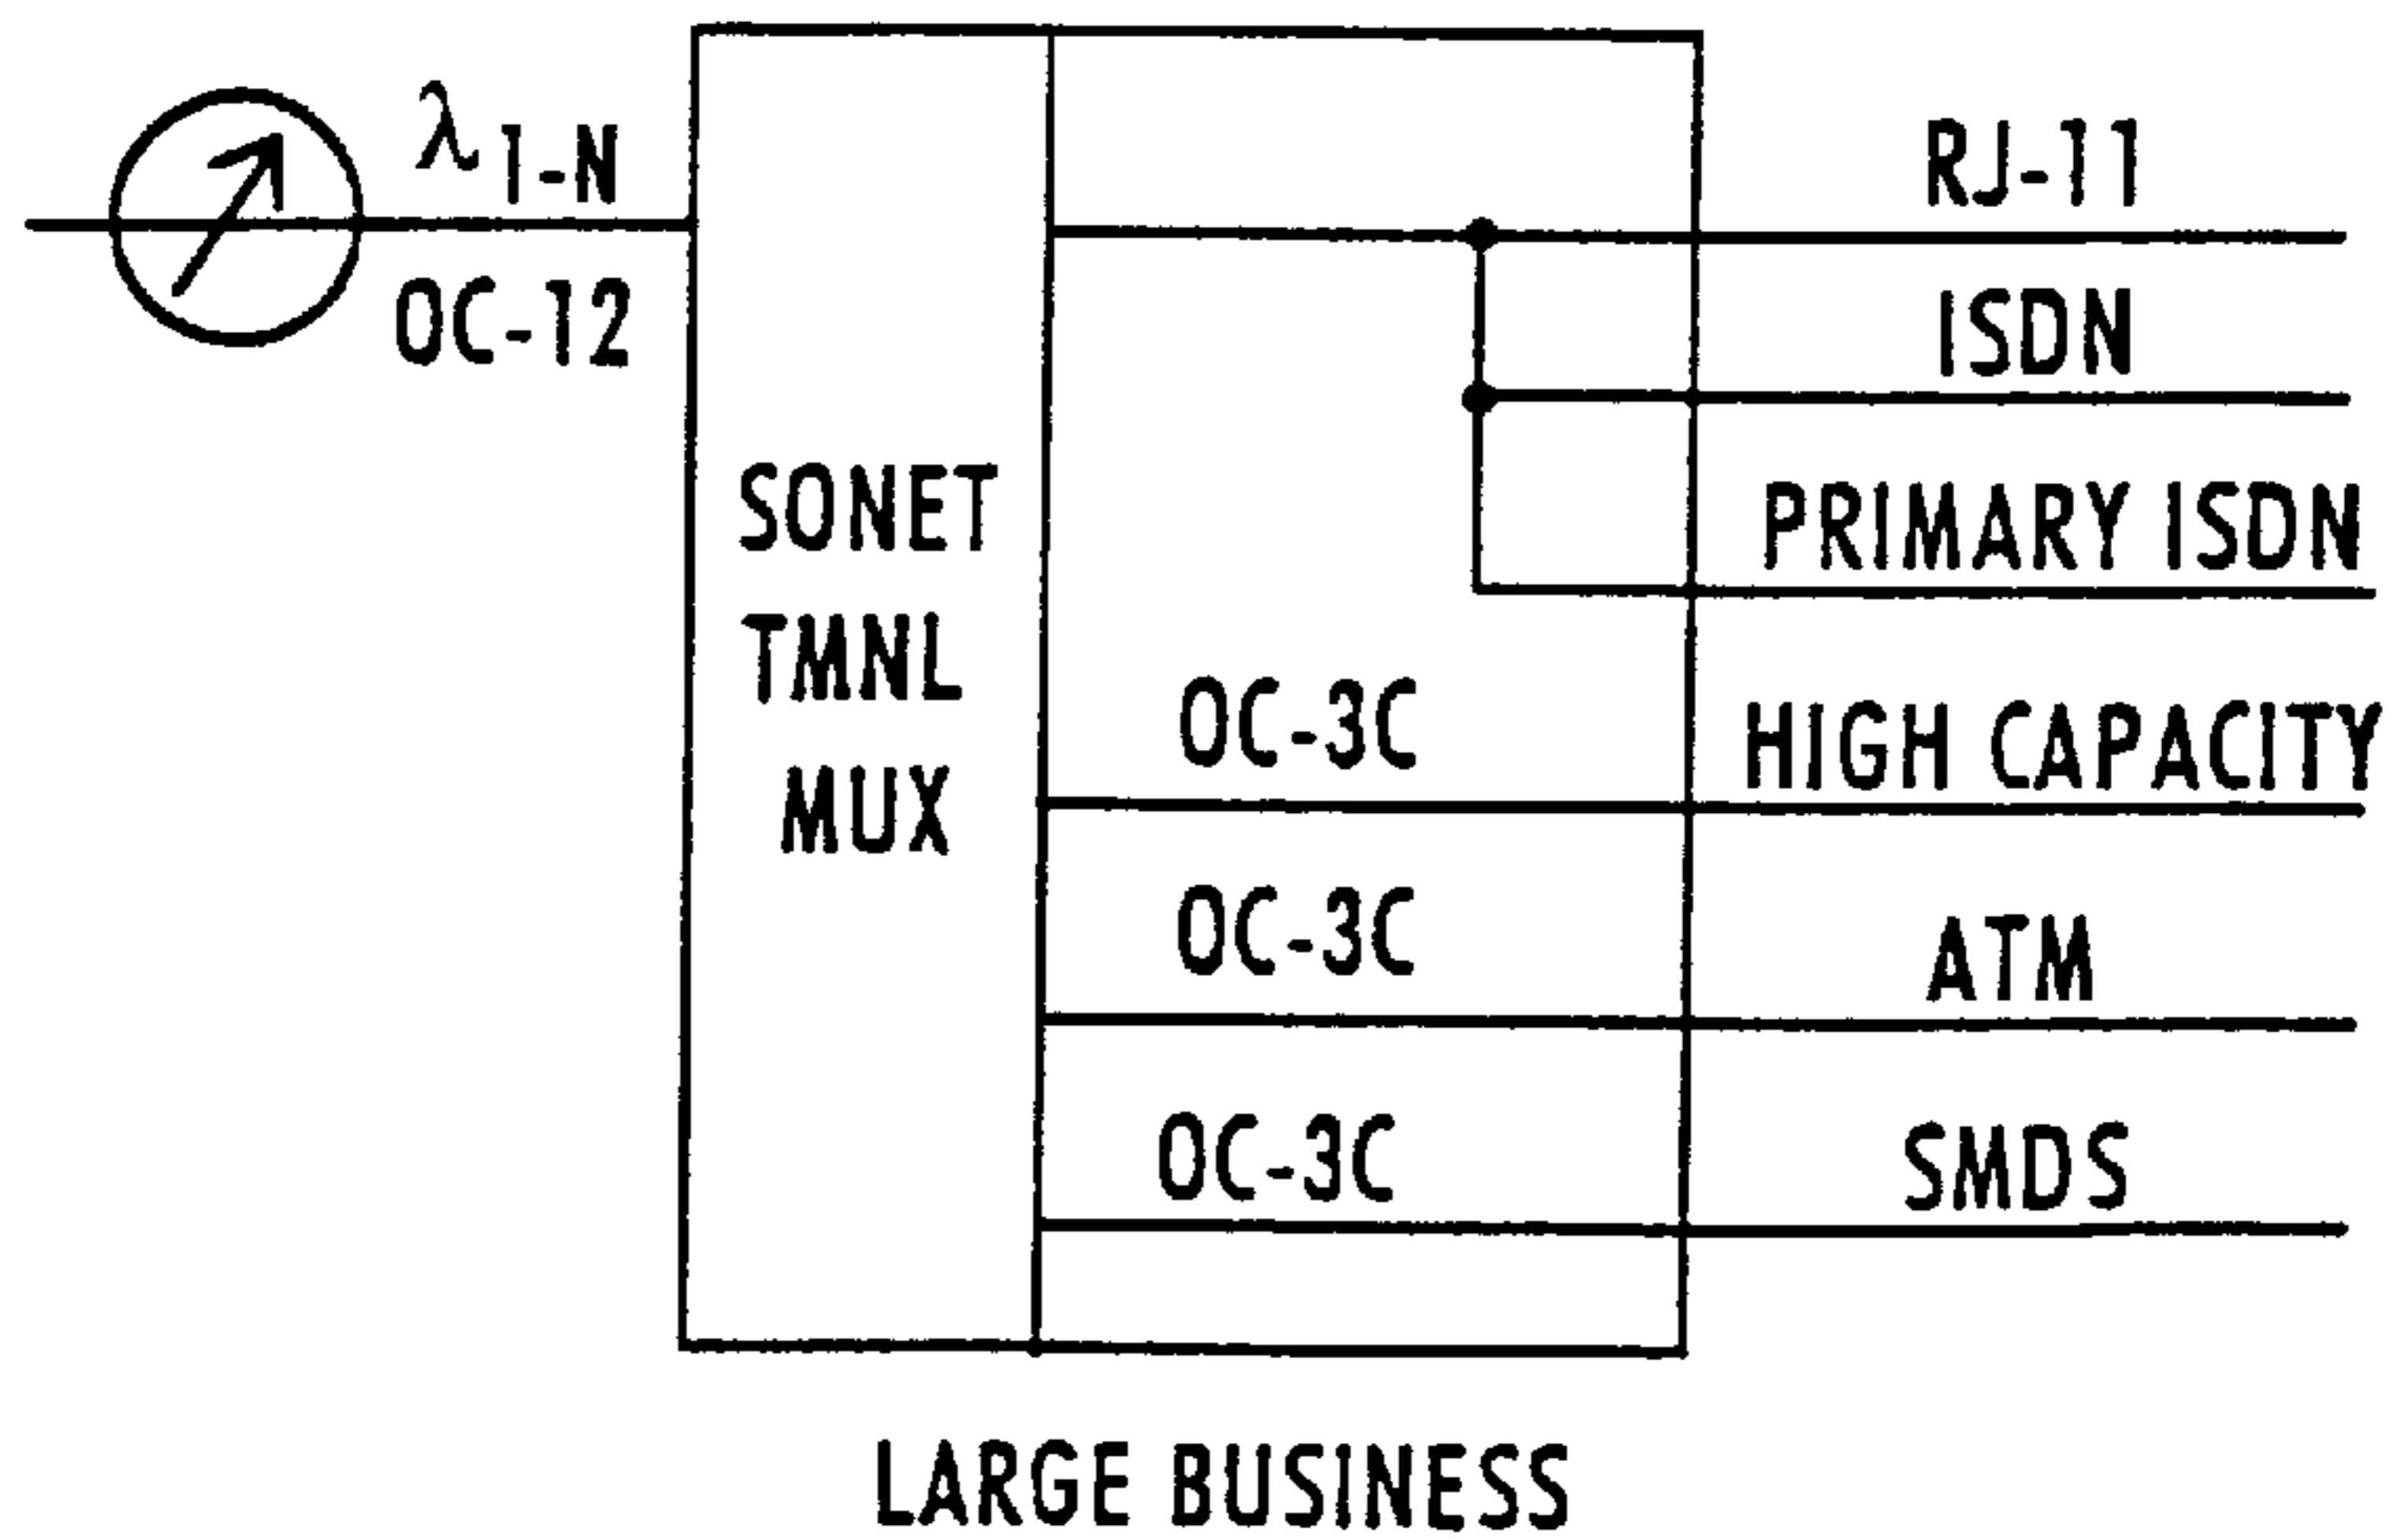 λ 1-N
OC-12
SONET
TMNL
MUX
RJ-11
ISDN
PRIMARY ISDN
OC-3C
HIGH CAPACITY
OC-3C
ATM
OC-3C
SMDS
LARGE BUSINESS